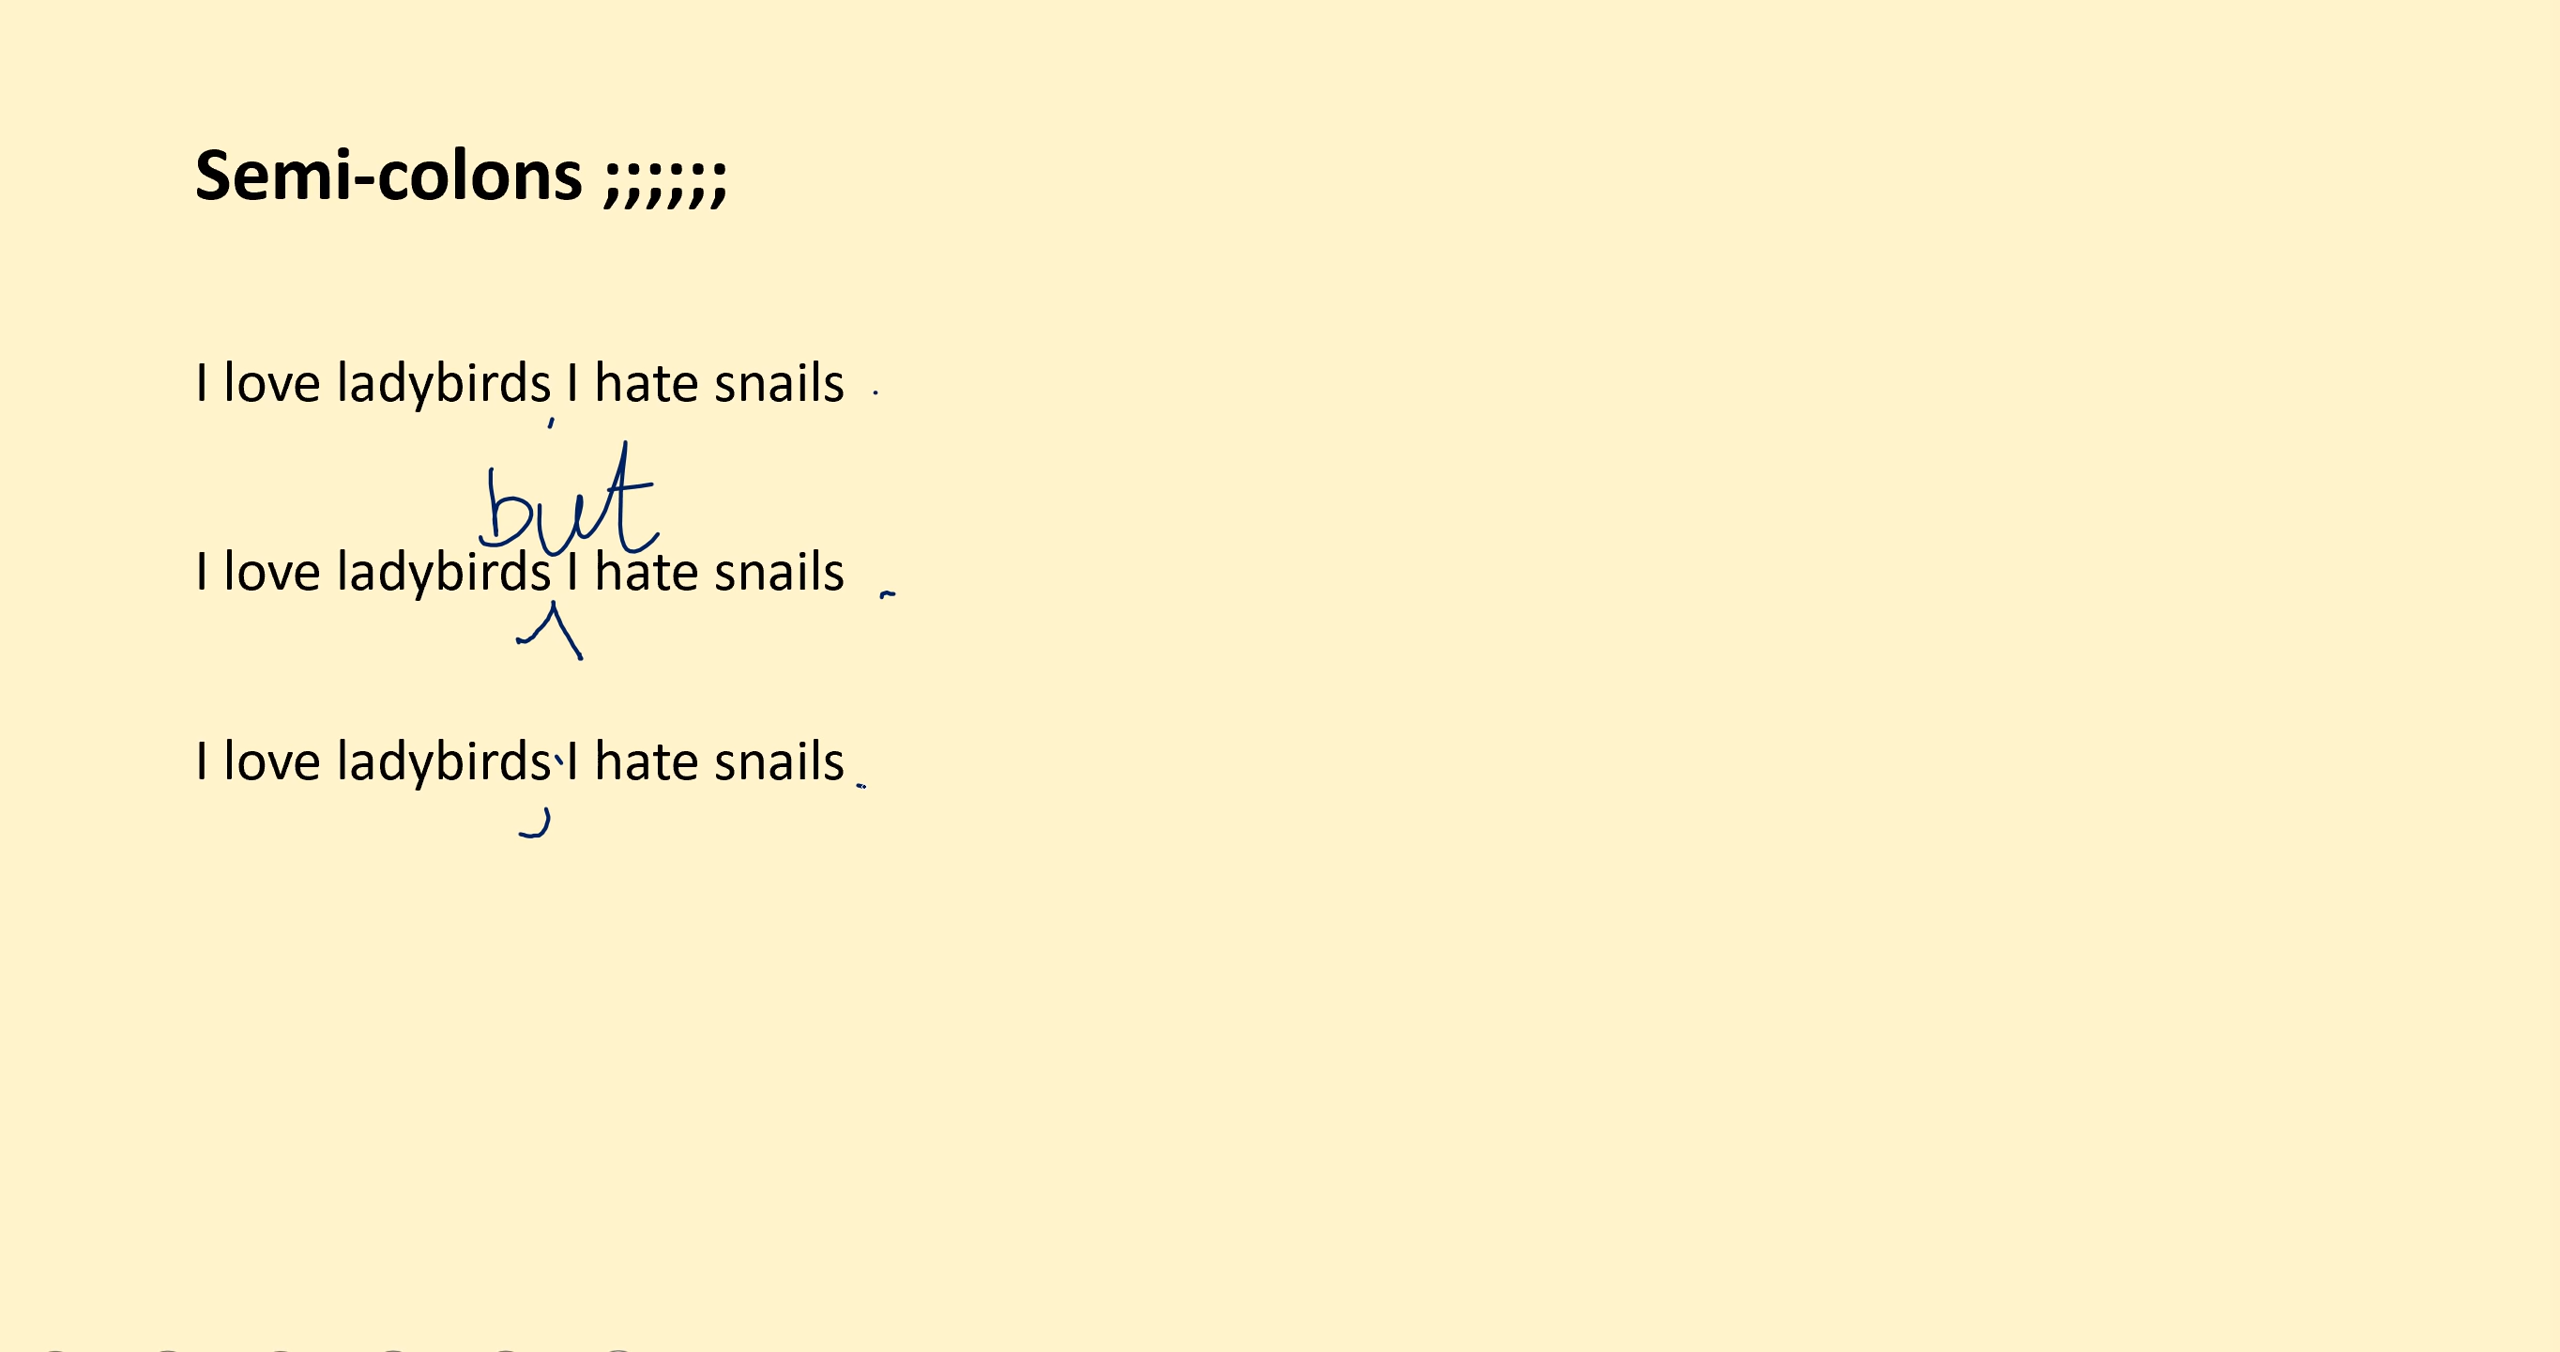 Semi-colons ;;;;;;
I love ladybirds. I hate snails.
but
I love ladybirds I hate snails.
I love ladybirds; I hate snails.